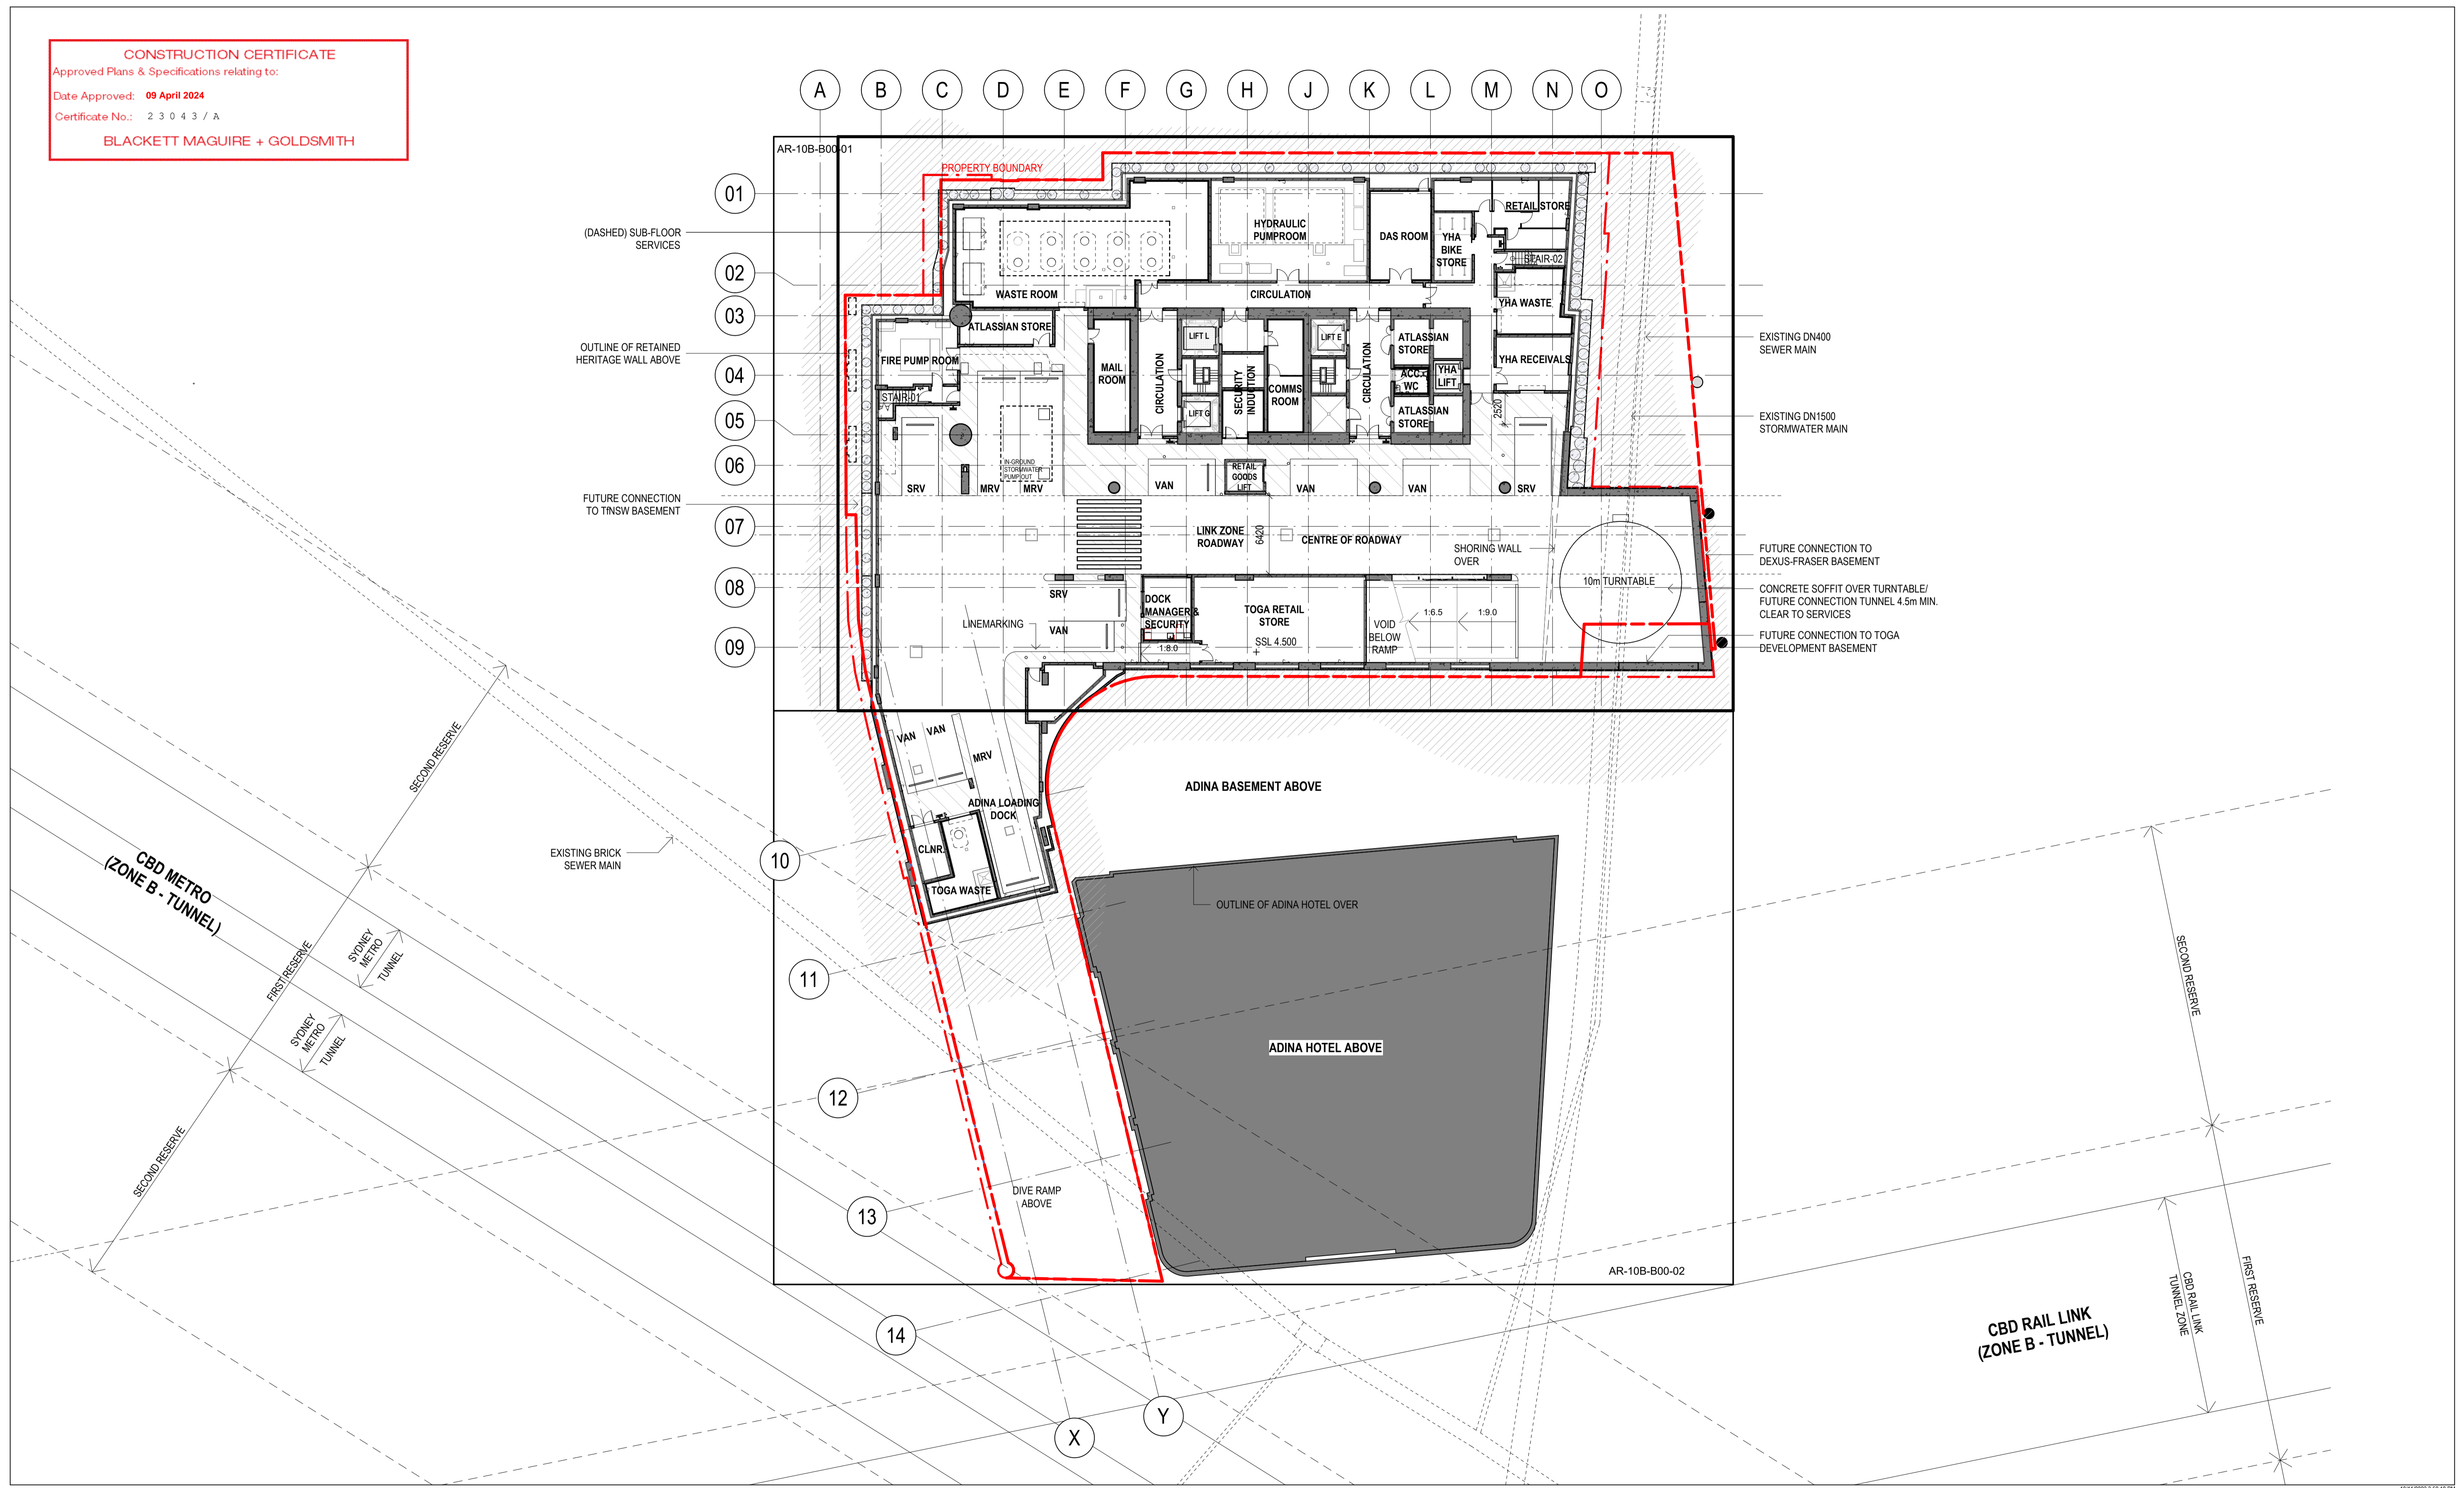 CONSTRUCTION CERTIFICATE
Approved Plans & Specifications relating to:
Date Approved: 09 April 2024
Certificate No.: 2 3 0 4 3 / A
BLACKETT MAGUIRE + GOLDSMITH
A
B
C
D
E
F
G
H
J
K
L
M
N
O
AR-10B-B00-01
PROPERTY BOUNDARY
01
02
03
04
05
06
07
08
09
10
11
12
13
14
X
Y
(DASHED) SUB-FLOOR
SERVICES
OUTLINE OF RETAINED
HERITAGE WALL ABOVE
FUTURE CONNECTION
TO TfNSW BASEMENT
HYDRAULIC
PUMPROOM
DAS ROOM
YHA
BIKE
STORE
RETAIL STORE
STAIR-02
WASTE ROOM
CIRCULATION
YHA WASTE
ATLASSIAN STORE
FIRE PUMP ROOM
STAIR-01
MAIL
ROOM
CIRCULATION
LIFT L
LIFT G
SECURITY
INDUCTION
COMMS
ROOM
LIFT E
CIRCULATION
ATLASSIAN
STORE
ACC.
WC
YHA
LIFT
ATLASSIAN
STORE
YHA RECEIVALS
2520
IN-GROUND
STORMWATER
PUMP OUT
SRV
MRV
MRV
VAN
RETAIL
GOODS
LIFT
VAN
VAN
SRV
LINK ZONE
ROADWAY
6420
CENTRE OF ROADWAY
SHORING WALL
OVER
10m TURNTABLE
SRV
VAN
LINEMARKING
DOCK
MANAGER &
SECURITY
1:8.0
TOGA RETAIL
STORE
SSL 4.500
VOID
BELOW
RAMP
1:6.5
1:9.0
EXISTING DN400
SEWER MAIN
EXISTING DN1500
STORMWATER MAIN
FUTURE CONNECTION TO
DEXUS-FRASER BASEMENT
CONCRETE SOFFIT OVER TURNTABLE/
FUTURE CONNECTION TUNNEL 4.5m MIN.
CLEAR TO SERVICES
FUTURE CONNECTION TO TOGA
DEVELOPMENT BASEMENT
VAN
VAN
MRV
ADINA LOADING
DOCK
CLNR.
TOGA WASTE
ADINA BASEMENT ABOVE
OUTLINE OF ADINA HOTEL OVER
ADINA HOTEL ABOVE
EXISTING BRICK
SEWER MAIN
DIVE RAMP
ABOVE
AR-10B-B00-02
SECOND RESERVE
CBD METRO
(ZONE B - TUNNEL)
FIRST RESERVE
SYDNEY
METRO
TUNNEL
SYDNEY
METRO
TUNNEL
SECOND RESERVE
SECOND RESERVE
FIRST RESERVE
CBD RAIL LINK
TUNNEL ZONE
CBD RAIL LINK
(ZONE B - TUNNEL)